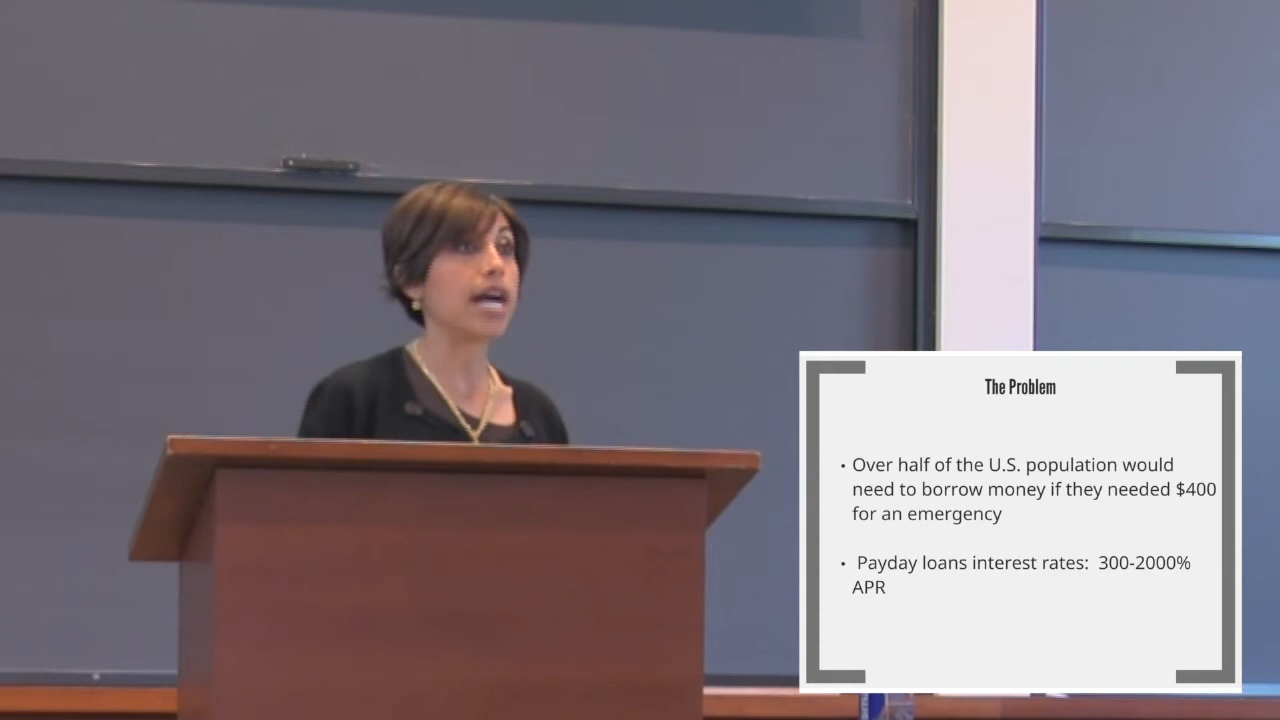 The Problem
• Over half of the U.S. population would
need to borrow money if they needed $400
for an emergency
• Payday loans interest rates: 300-2000%
APR